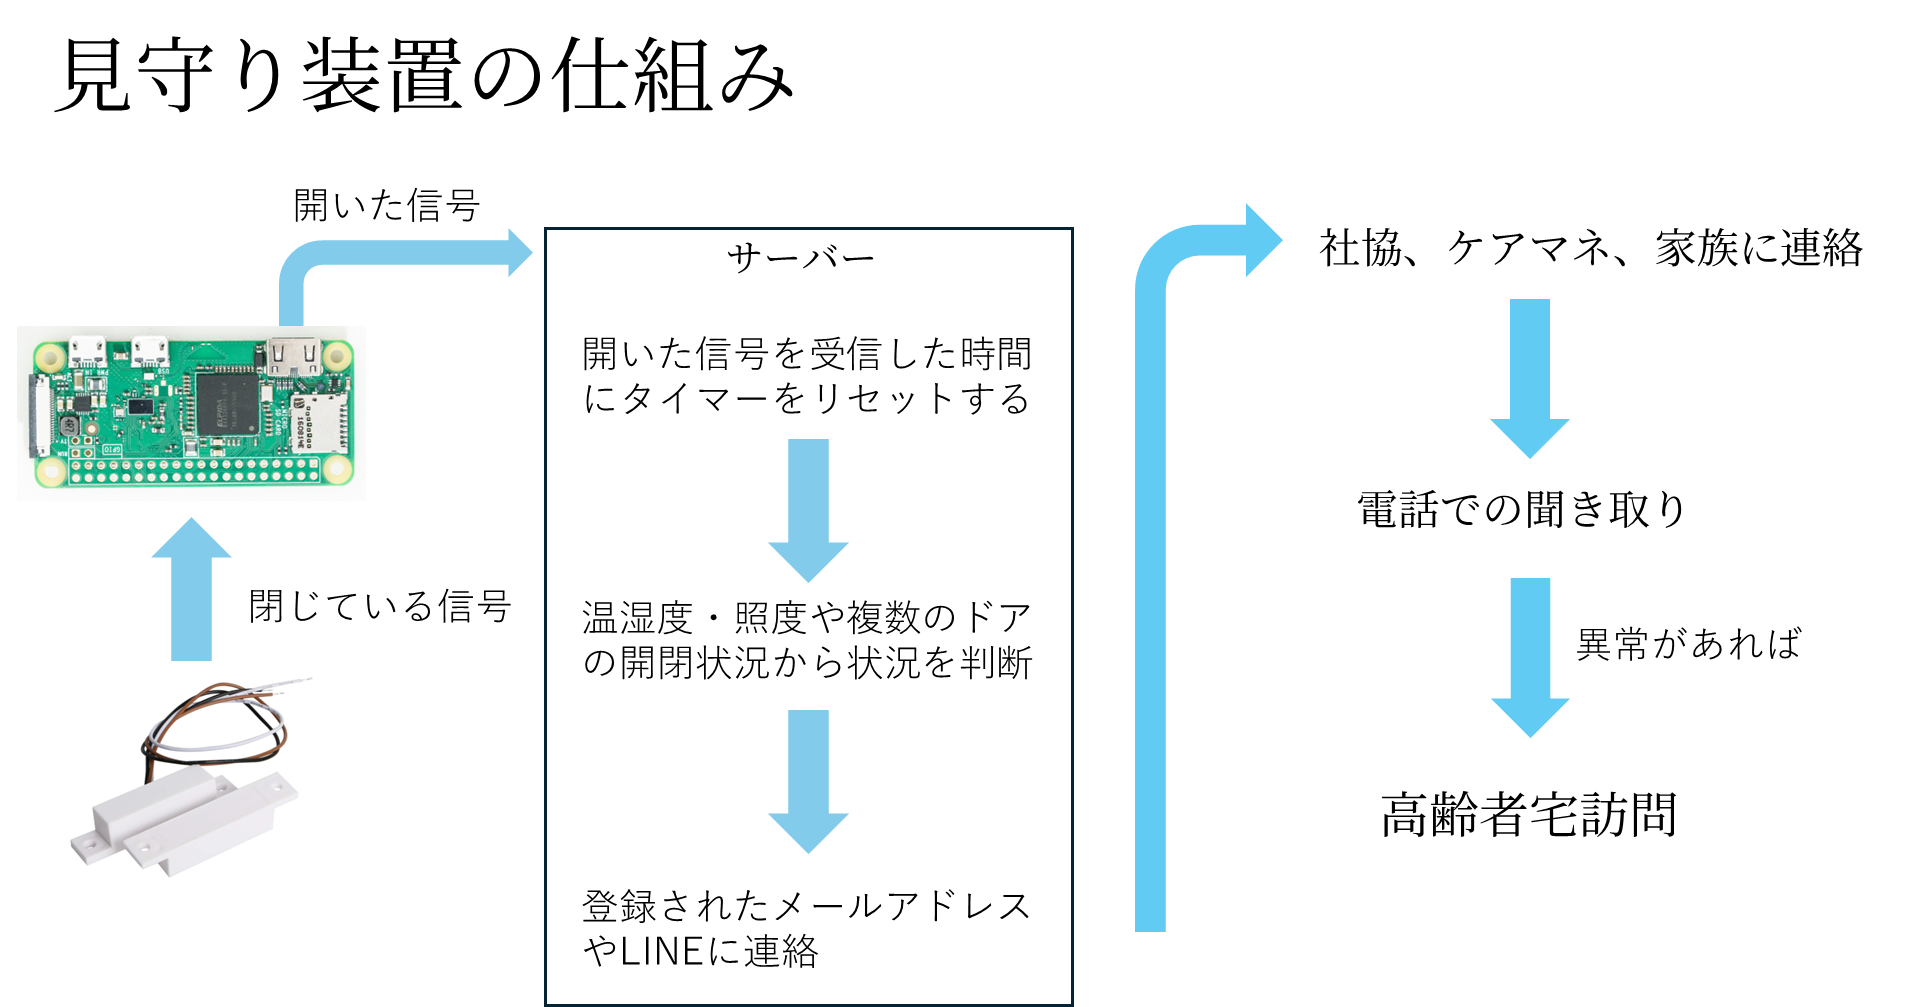 見守り装置の仕組み
開いた信号
閉じている信号
サーバー
開いた信号を受信した時間
にタイマーをリセットする
温湿度・照度や複数のドア
の開閉状況から状況を判断
登録されたメールアドレス
やLINEに連絡
社協、ケアマネ、家族に連絡
電話での聞き取り
異常があれば
高齢者宅訪問
GPIO